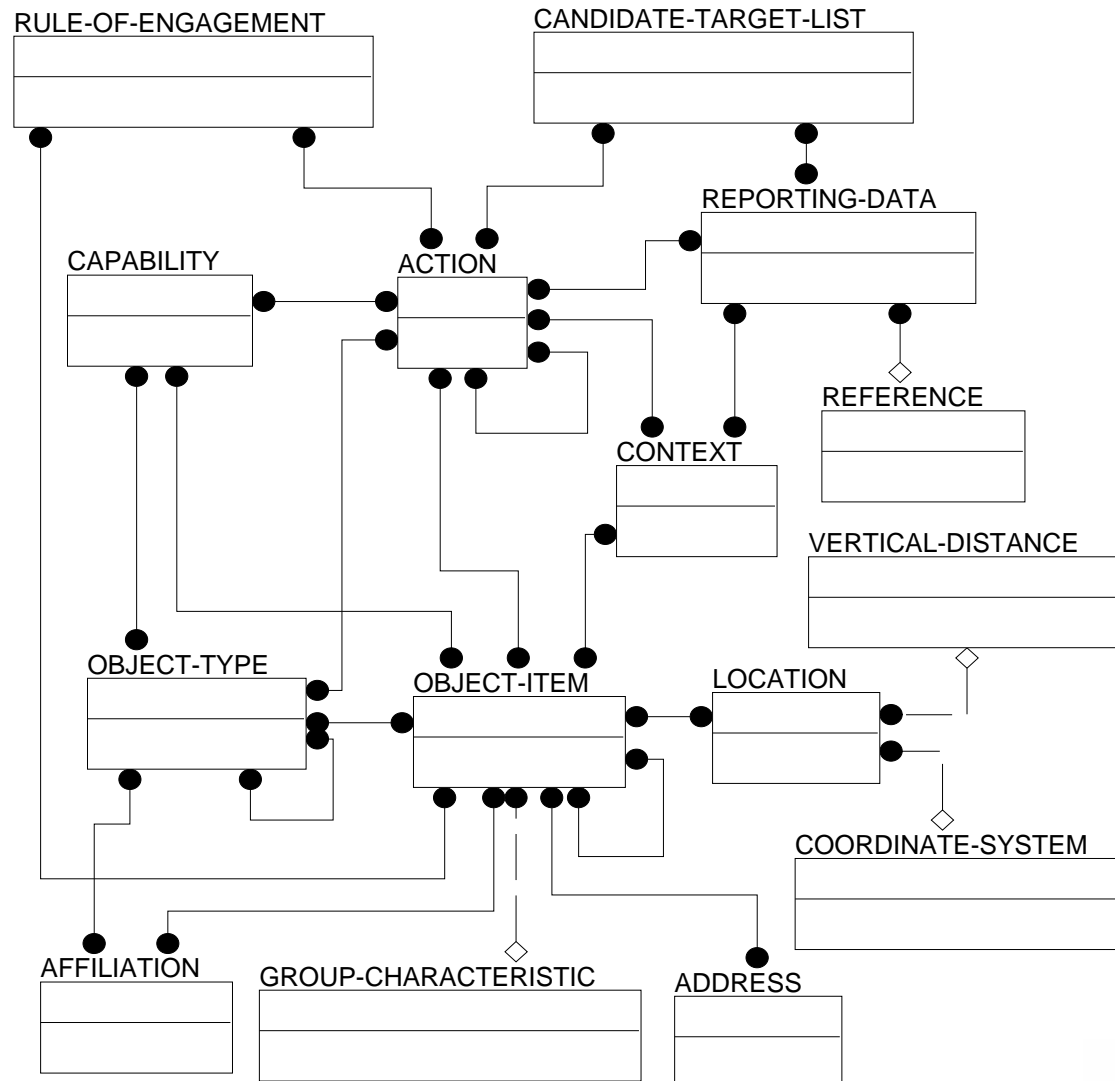 RULE-OF-ENGAGEMENT
CANDIDATE-TARGET-LIST
REPORTING-DATA
CAPABILITY
ACTION
REFERENCE
CONTEXT
VERTICAL-DISTANCE
OBJECT-TYPE
OBJECT-ITEM
LOCATION
COORDINATE-SYSTEM
AFFILIATION
GROUP-CHARACTERISTIC
ADDRESS